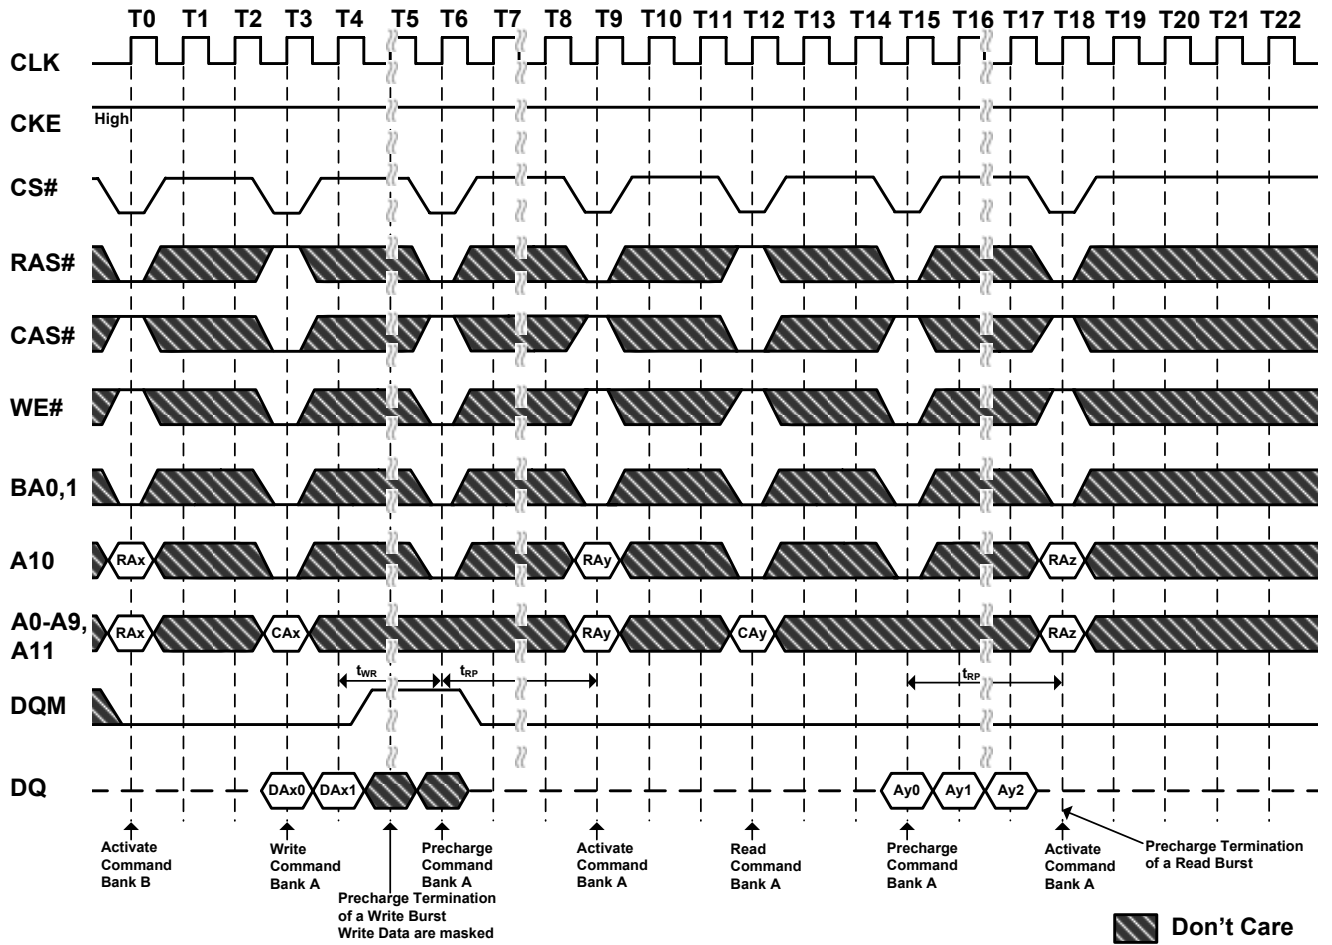 T0 T1 T2 T3 T4 T5 T6 T7 T8 T9 T10 T11 T12 T13 T14 T15 T16 T17 T18 T19 T20 T21 T22
CLK
CKE High
CS#
RAS#
CAS#
WE#
BA0,1
A10 RAx RAy RAz
A0-A9,
A11 RAx CAx RAy CAy RAz
tWR tRP tRP
DQM
DQ DAx0 DAx1 Ay0 Ay1 Ay2
Activate
Command
Bank B
Write
Command
Bank A
Precharge Termination
of a Write Burst
Write Data are masked
Precharge
Command
Bank A
Activate
Command
Bank A
Read
Command
Bank A
Precharge
Command
Bank A
Activate
Command
Bank A
Precharge Termination
of a Read Burst
Don't Care